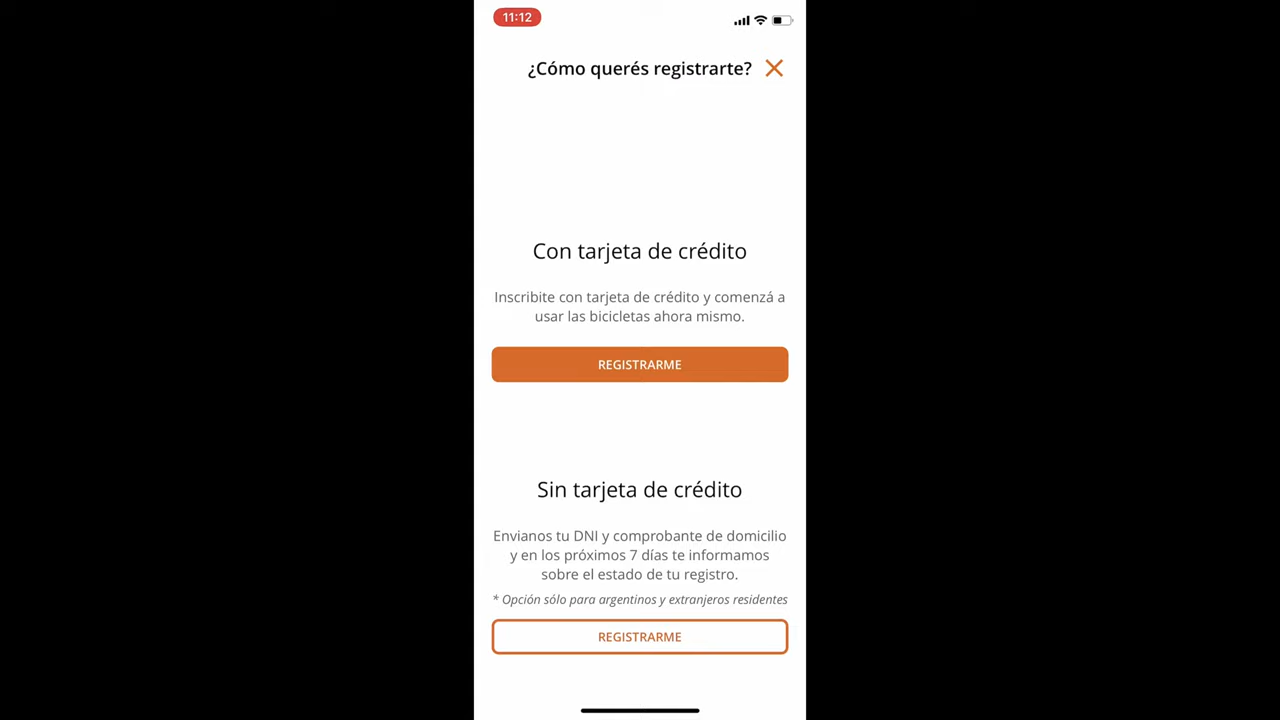 11:12
¿Cómo querés registrarte?
Con tarjeta de crédito
Inscribite con tarjeta de crédito y comenzá a
usar las bicicletas ahora mismo.
REGISTRARME
Sin tarjeta de crédito
Envianos tu DNI y comprobante de domicilio
y en los próximos 7 días te informamos
sobre el estado de tu registro.
* Opción sólo para argentinos y extranjeros residentes
REGISTRARME